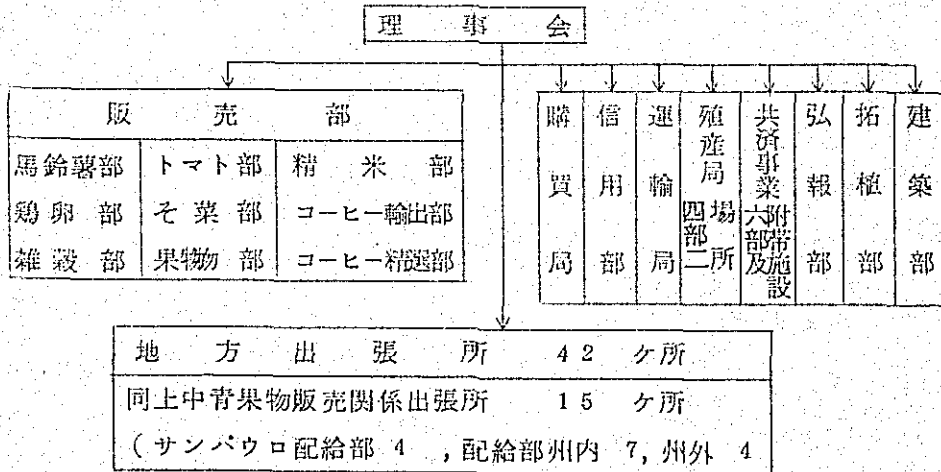 理事会
販売部
馬鈴薯部 トマト部 精米部
鶏卵部 そ菜部 コーヒー輸出部
雑穀部 果物部 コーヒー精選部
購買局
信用部
運輸局
殖産局 四部二場所
共済事業 六部及附帯施設
弘報部
拓植部
建築部
地方出張所 42 ケ所
同上中青果物販売関係出張所 15 ケ所
(サンパウロ配給部 4 ,配給部州内 7, 州外 4